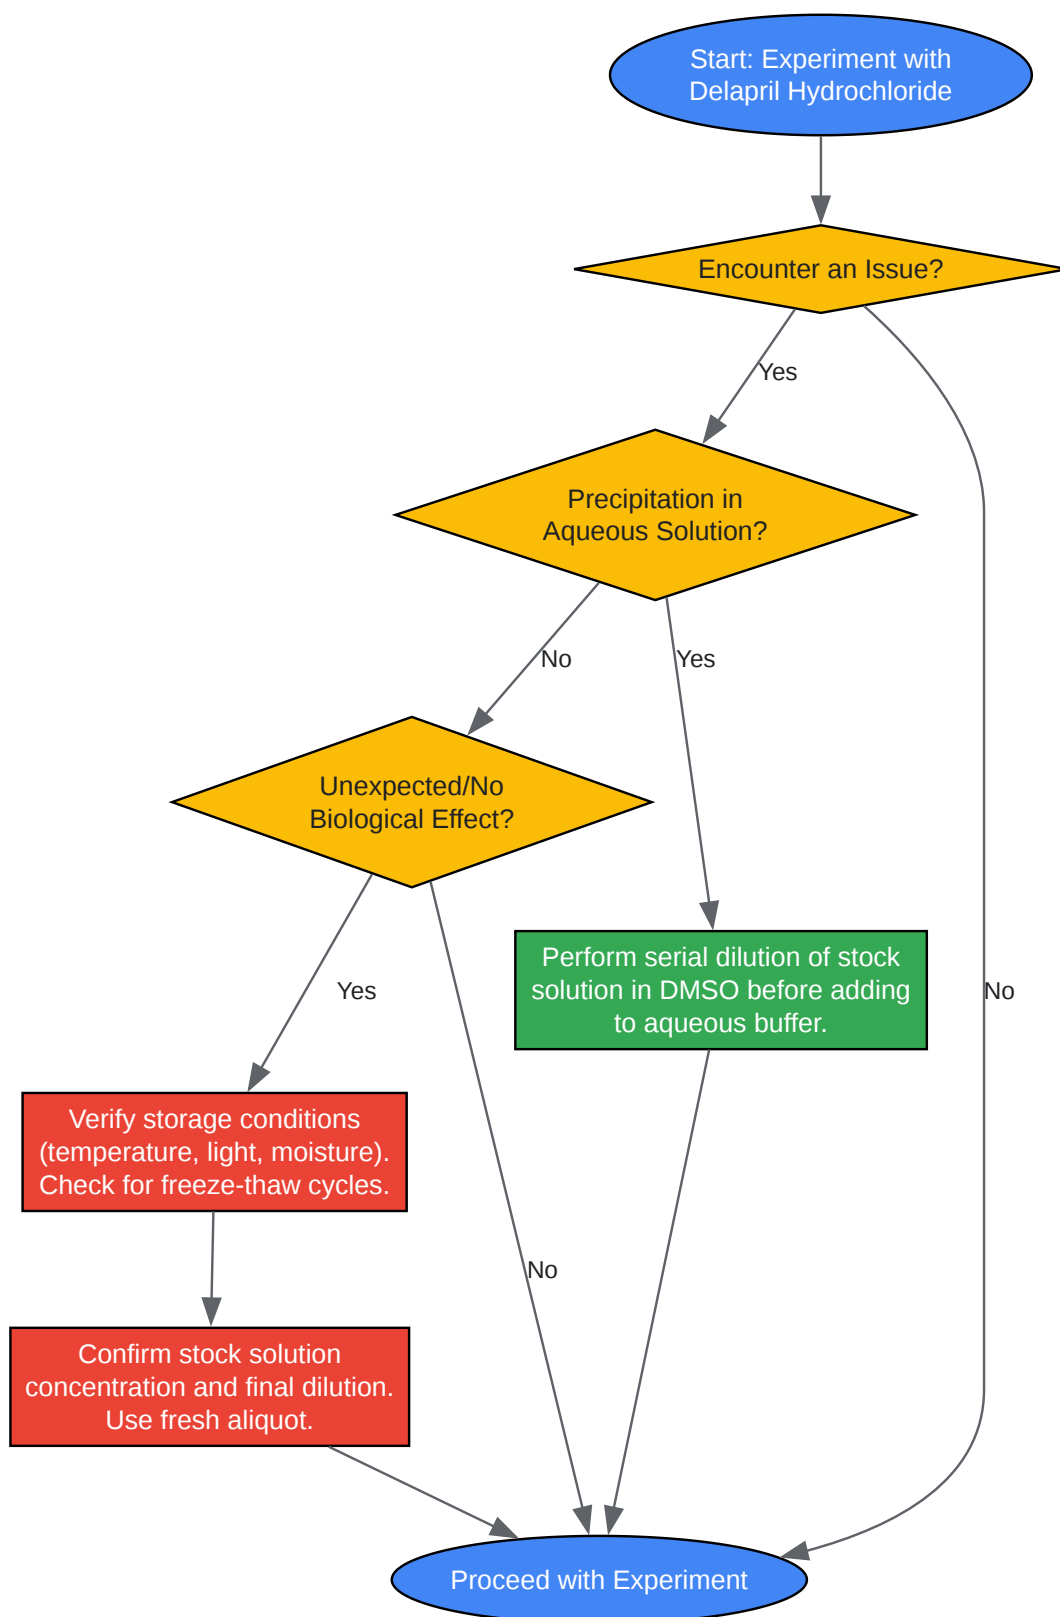 Start: Experiment with
Delapril Hydrochloride
Encounter an Issue?
Yes
Precipitation in
Aqueous Solution?
No
Yes
Unexpected/No
Biological Effect?
Perform serial dilution of stock
solution in DMSO before adding
to aqueous buffer.
Yes
No
Verify storage conditions
(temperature, light, moisture).
Check for freeze-thaw cycles.
No
Confirm stock solution
concentration and final dilution.
Use fresh aliquot.
Proceed with Experiment